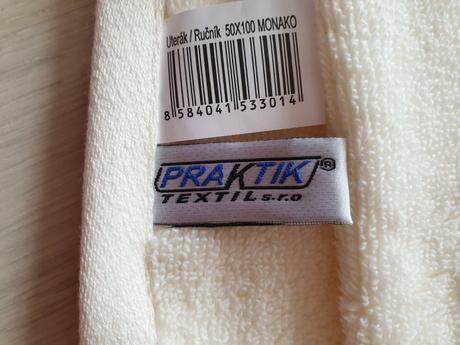 Uterák / Ručník 50X100 MONAKO
8 584041 533014
PRAKTIK®
TEXTIL s.r.o